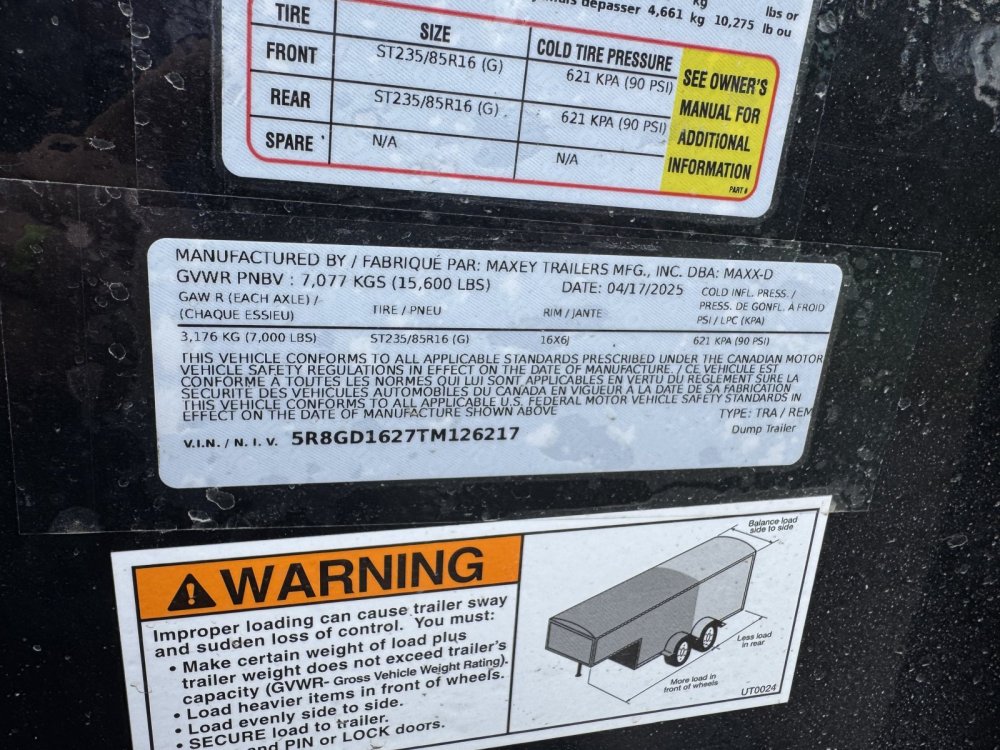 kg lbs or
depasser 4,661 kg 10,275 lb ou
TIRE SIZE COLD TIRE PRESSURE
FRONT ST235/85R16 (G) 621 KPA (90 PSI)
REAR ST235/85R16 (G) 621 KPA (90 PSI)
SPARE N/A N/A
SEE OWNER'S
MANUAL FOR
ADDITIONAL
INFORMATION
PART #
MANUFACTURED BY / FABRIQUÉ PAR: MAXEY TRAILERS MFG., INC. DBA: MAXX-D
GVWR PNBV : 7,077 KGS (15,600 LBS) DATE: 04/17/2025
GAW R (EACH AXLE) / TIRE / PNEU RIM / JANTE COLD INFL. PRESS. /
(CHAQUE ESSIEU) PRESS. DE GONFL. À FROID
PSI / LPC (KPA)
3,176 KG (7,000 LBS) ST235/85R16 (G) 16X6J 621 KPA (90 PSI)
THIS VEHICLE CONFORMS TO ALL APPLICABLE STANDARDS PRESCRIBED UNDER THE CANADIAN MOTOR
VEHICLE SAFETY REGULATIONS IN EFFECT ON THE DATE OF MANUFACTURE. / CE VEHICULE EST
CONFORME A TOUTES LES NORMES QUI LUI SONT APPLICABLES EN VERTU DU REGLEMENT SURE LA
SECURITE DES VEHICULES AUTOMOBILES DU CANADA EN VIGUEUR A LA DATE DE SA FABRICATION
THIS VEHICLE CONFORMS TO ALL APPLICABLE U.S. FEDERAL MOTOR VEHICLE SAFETY STANDARDS IN
EFFECT ON THE DATE OF MANUFACTURE SHOWN ABOVE
TYPE: TRA / REM
Dump Trailer
V.I.N. / N. I. V. 5R8GD1627TM126217
WARNING
Improper loading can cause trailer sway
and sudden loss of control. You must:
• Make certain weight of load plus
trailer weight does not exceed trailer's
capacity (GVWR- Gross Vehicle Weight Rating).
• Load heavier items in front of wheels.
• Load evenly side to side.
• SECURE load to trailer.
and PIN or LOCK doors.
Balance load
side to side
Less load
in rear
More load in
front of wheels
UT0024